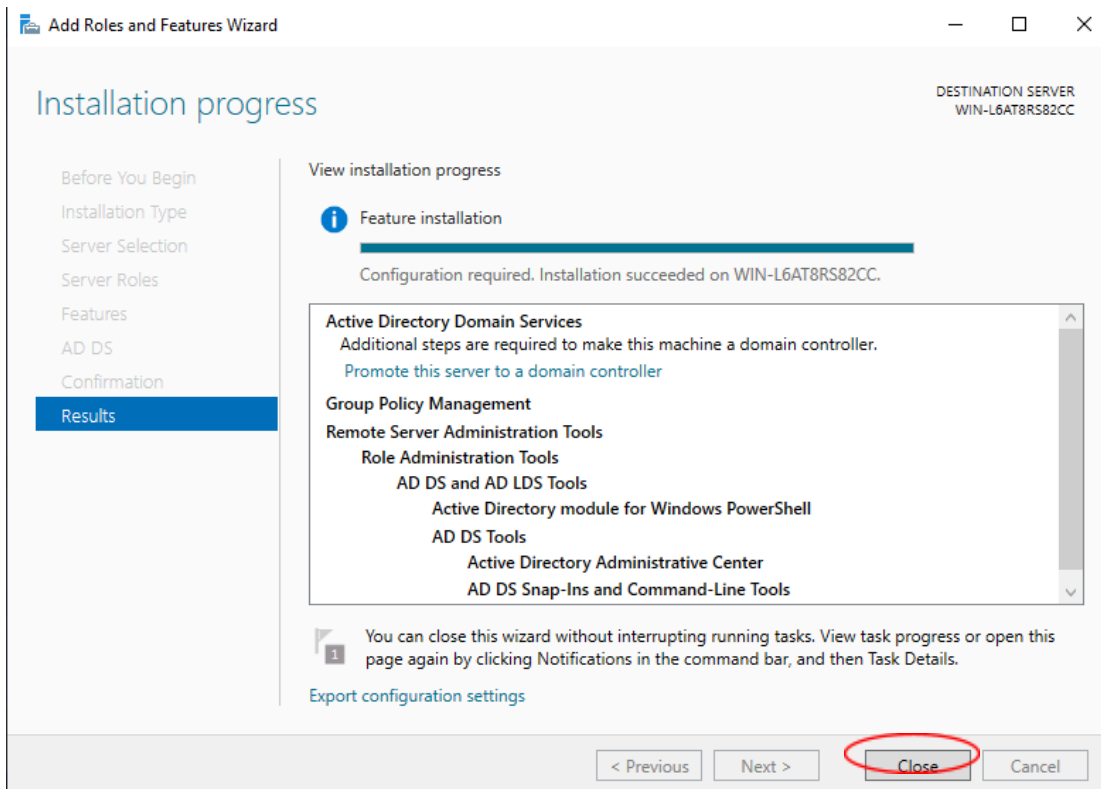 Add Roles and Features Wizard
Installation progress
DESTINATION SERVER
WIN-L6AT8RS82CC
Before You Begin
Installation Type
Server Selection
Server Roles
Features
AD DS
Confirmation
Results
View installation progress
Feature installation
Configuration required. Installation succeeded on WIN-L6AT8RS82CC.
Active Directory Domain Services
Additional steps are required to make this machine a domain controller.
Promote this server to a domain controller
Group Policy Management
Remote Server Administration Tools
Role Administration Tools
AD DS and AD LDS Tools
Active Directory module for Windows PowerShell
AD DS Tools
Active Directory Administrative Center
AD DS Snap-Ins and Command-Line Tools
1
You can close this wizard without interrupting running tasks. View task progress or open this
page again by clicking Notifications in the command bar, and then Task Details.
Export configuration settings
< Previous
Next >
Close
Cancel